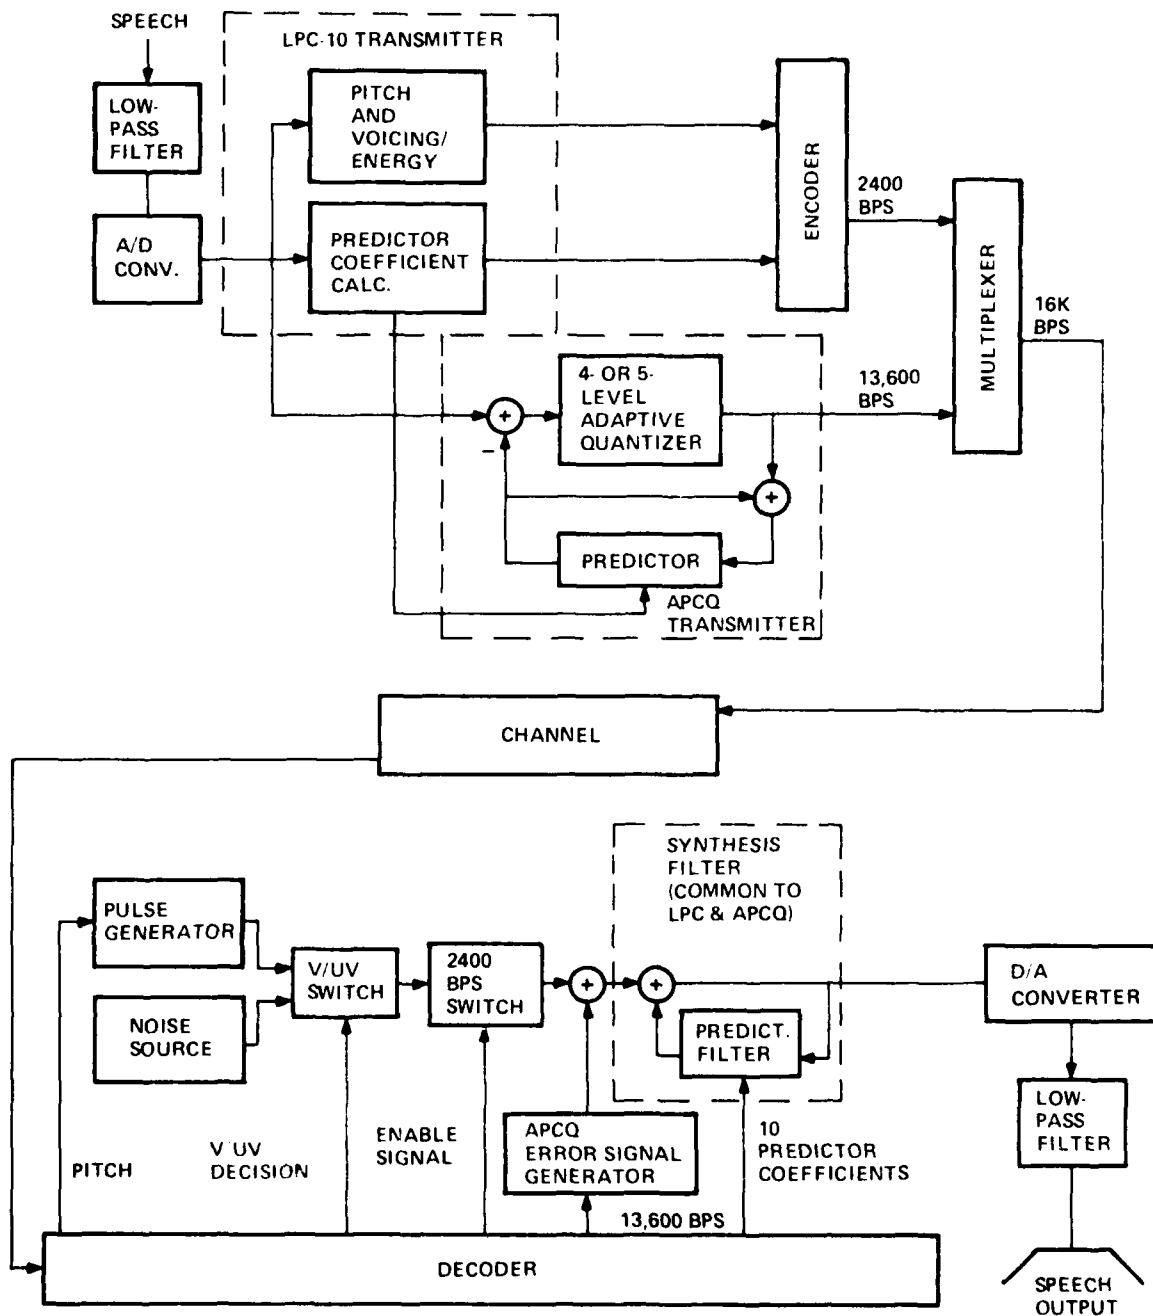 SPEECH
LPC-10 TRANSMITTER
LOW-
PASS
FILTER
PITCH
AND
VOICING/
ENERGY
A/D
CONV.
PREDICTOR
COEFFICIENT
CALC.
ENCODER
2400
BPS
MULTIPLEXER
16K
BPS
4- OR 5-
LEVEL
ADAPTIVE
QUANTIZER
13,600
BPS
+
–
+
PREDICTOR
APCQ
TRANSMITTER
CHANNEL
SYNTHESIS
FILTER
(COMMON TO
LPC & APCQ)
PULSE
GENERATOR
NOISE
SOURCE
V/UV
SWITCH
2400
BPS
SWITCH
+
+
PREDICT.
FILTER
D/A
CONVERTER
LOW-
PASS
FILTER
PITCH
V UV
DECISION
ENABLE
SIGNAL
APCQ
ERROR SIGNAL
GENERATOR
10
PREDICTOR
COEFFICIENTS
13,600 BPS
DECODER
SPEECH
OUTPUT